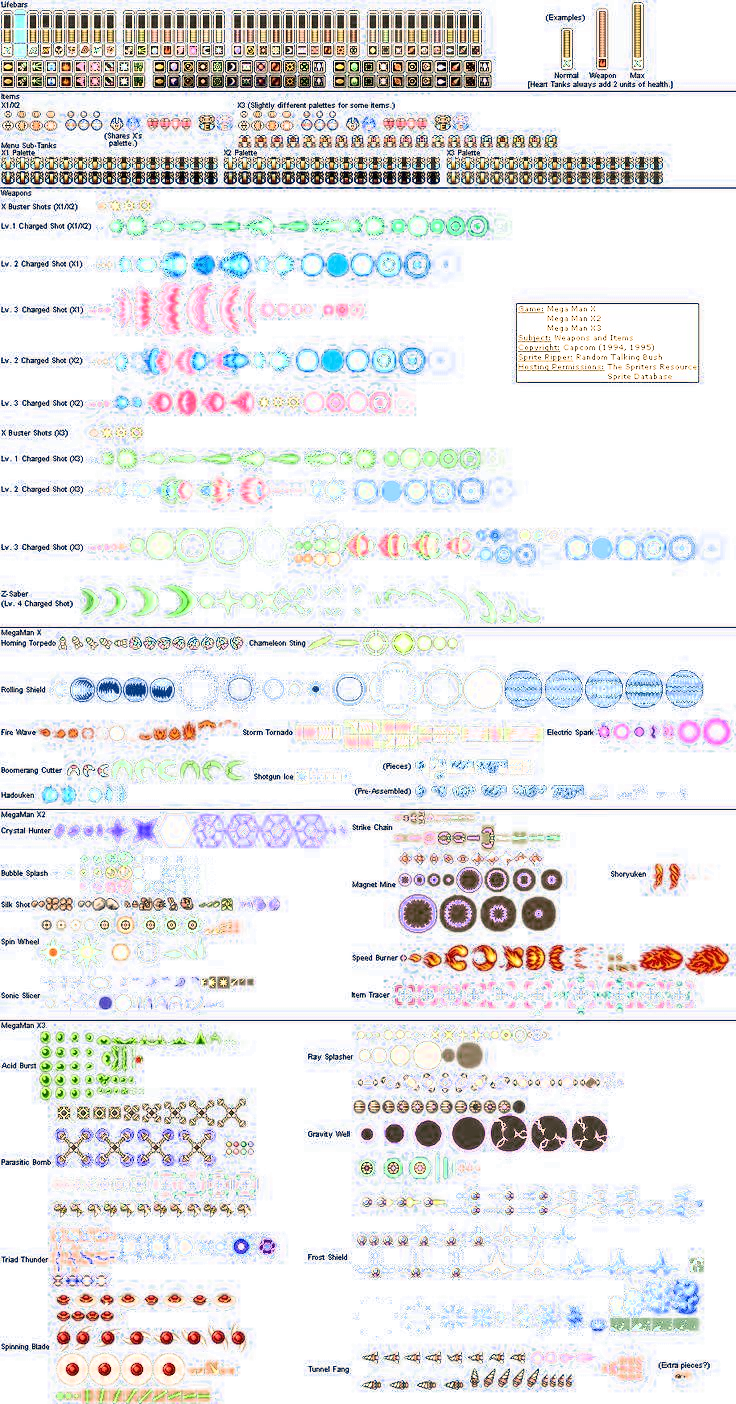 Lifebars
(Examples)
Normal Weapon Max
(Heart Tanks always add 2 units of health.)
Items
X1/X2
X3 (Slightly different palettes for some items.)
(Shares X's
palette.)
Menu Sub-Tanks
X1 Palette
X2 Palette
X3 Palette
Weapons
X Buster Shots (X1/X2)
Lv.1 Charged Shot (X1/X2)
Lv. 2 Charged Shot (X1)
Lv. 3 Charged Shot (X1)
Game: Mega Man X
Mega Man X2
Mega Man X3
Subject: Weapons and Items
Copyright: Capcom (1994, 1995)
Sprite Ripper: Random Talking Bush
Hosting Permissions: The Spriters Resource
Sprite Database
Lv. 2 Charged Shot (X2)
Lv. 3 Charged Shot (X2)
X Buster Shots (X3)
Lv. 1 Charged Shot (X3)
Lv. 2 Charged Shot (X3)
Lv. 3 Charged Shot (X3)
Z-Saber
(Lv. 4 Charged Shot)
MegaMan X
Homing Torpedo
Chameleon Sting
Rolling Shield
Fire Wave
Storm Tornado
Electric Spark
Boomerang Cutter
Shotgun Ice
(Pieces)
Hadouken
(Pre-Assembled)
MegaMan X2
Crystal Hunter
Strike Chain
Bubble Splash
Magnet Mine
Shoryuken
Silk Shot
Spin Wheel
Speed Burner
Sonic Slicer
Item Tracer
MegaMan X3
Acid Burst
Ray Splasher
Parasitic Bomb
Gravity Well
Triad Thunder
Frost Shield
Spinning Blade
Tunnel Fang
(Extra pieces?)